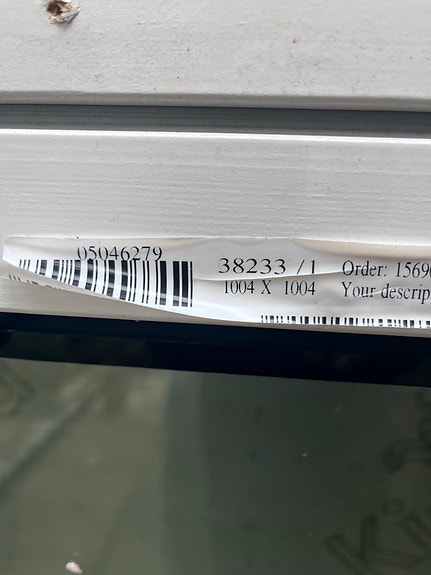 05046279
38233 /1
1004 X 1004
Order: 1569
Your descrip